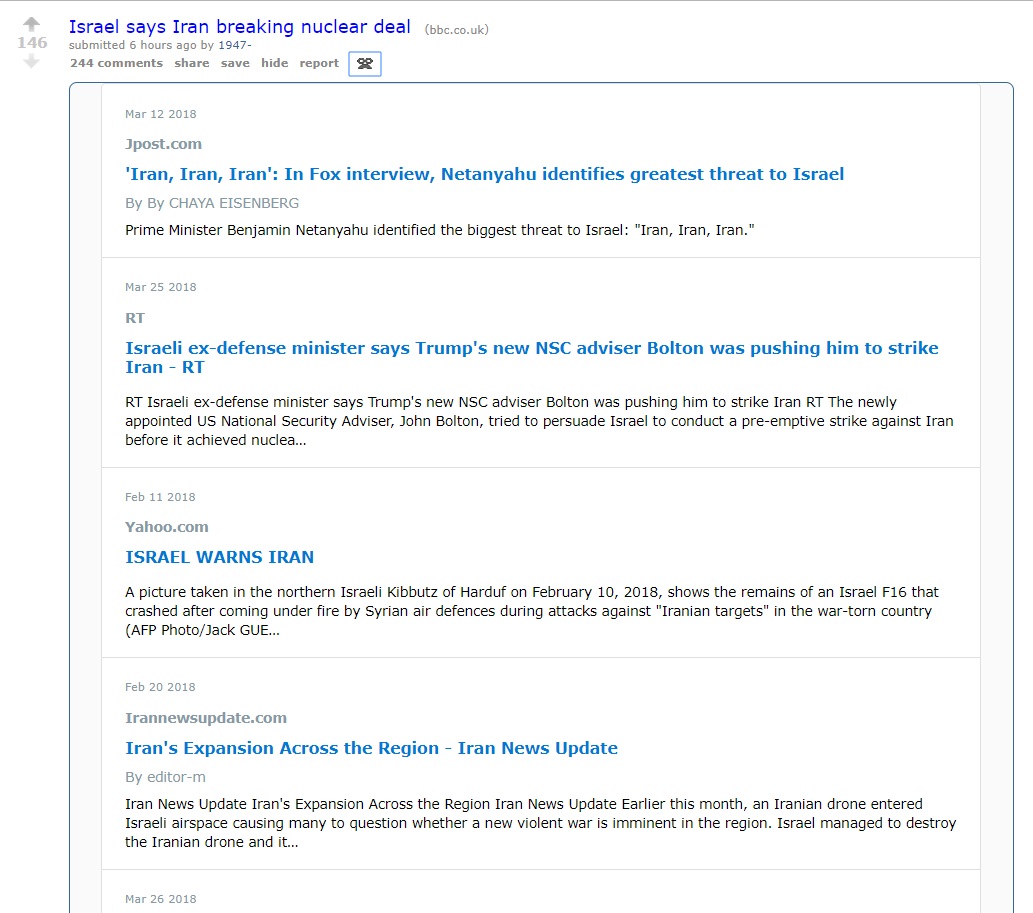 Israel says Iran breaking nuclear deal (bbc.co.uk)
146
submitted 6 hours ago by 1947-
244 comments share save hide report
Mar 12 2018
Jpost.com
'Iran, Iran, Iran': In Fox interview, Netanyahu identifies greatest threat to Israel
By By CHAYA EISENBERG
Prime Minister Benjamin Netanyahu identified the biggest threat to Israel: "Iran, Iran, Iran."
Mar 25 2018
RT
Israeli ex-defense minister says Trump's new NSC adviser Bolton was pushing him to strike
Iran - RT
RT Israeli ex-defense minister says Trump's new NSC adviser Bolton was pushing him to strike Iran RT The newly
appointed US National Security Adviser, John Bolton, tried to persuade Israel to conduct a pre-emptive strike against Iran
before it achieved nuclea...
Feb 11 2018
Yahoo.com
ISRAEL WARNS IRAN
A picture taken in the northern Israeli Kibbutz of Harduf on February 10, 2018, shows the remains of an Israel F16 that
crashed after coming under fire by Syrian air defences during attacks against "Iranian targets" in the war-torn country
(AFP Photo/Jack GUE...
Feb 20 2018
Irannewsupdate.com
Iran's Expansion Across the Region - Iran News Update
By editor-m
Iran News Update Iran's Expansion Across the Region Iran News Update Earlier this month, an Iranian drone entered
Israeli airspace causing many to question whether a new violent war is imminent in the region. Israel managed to destroy
the Iranian drone and it...
Mar 26 2018